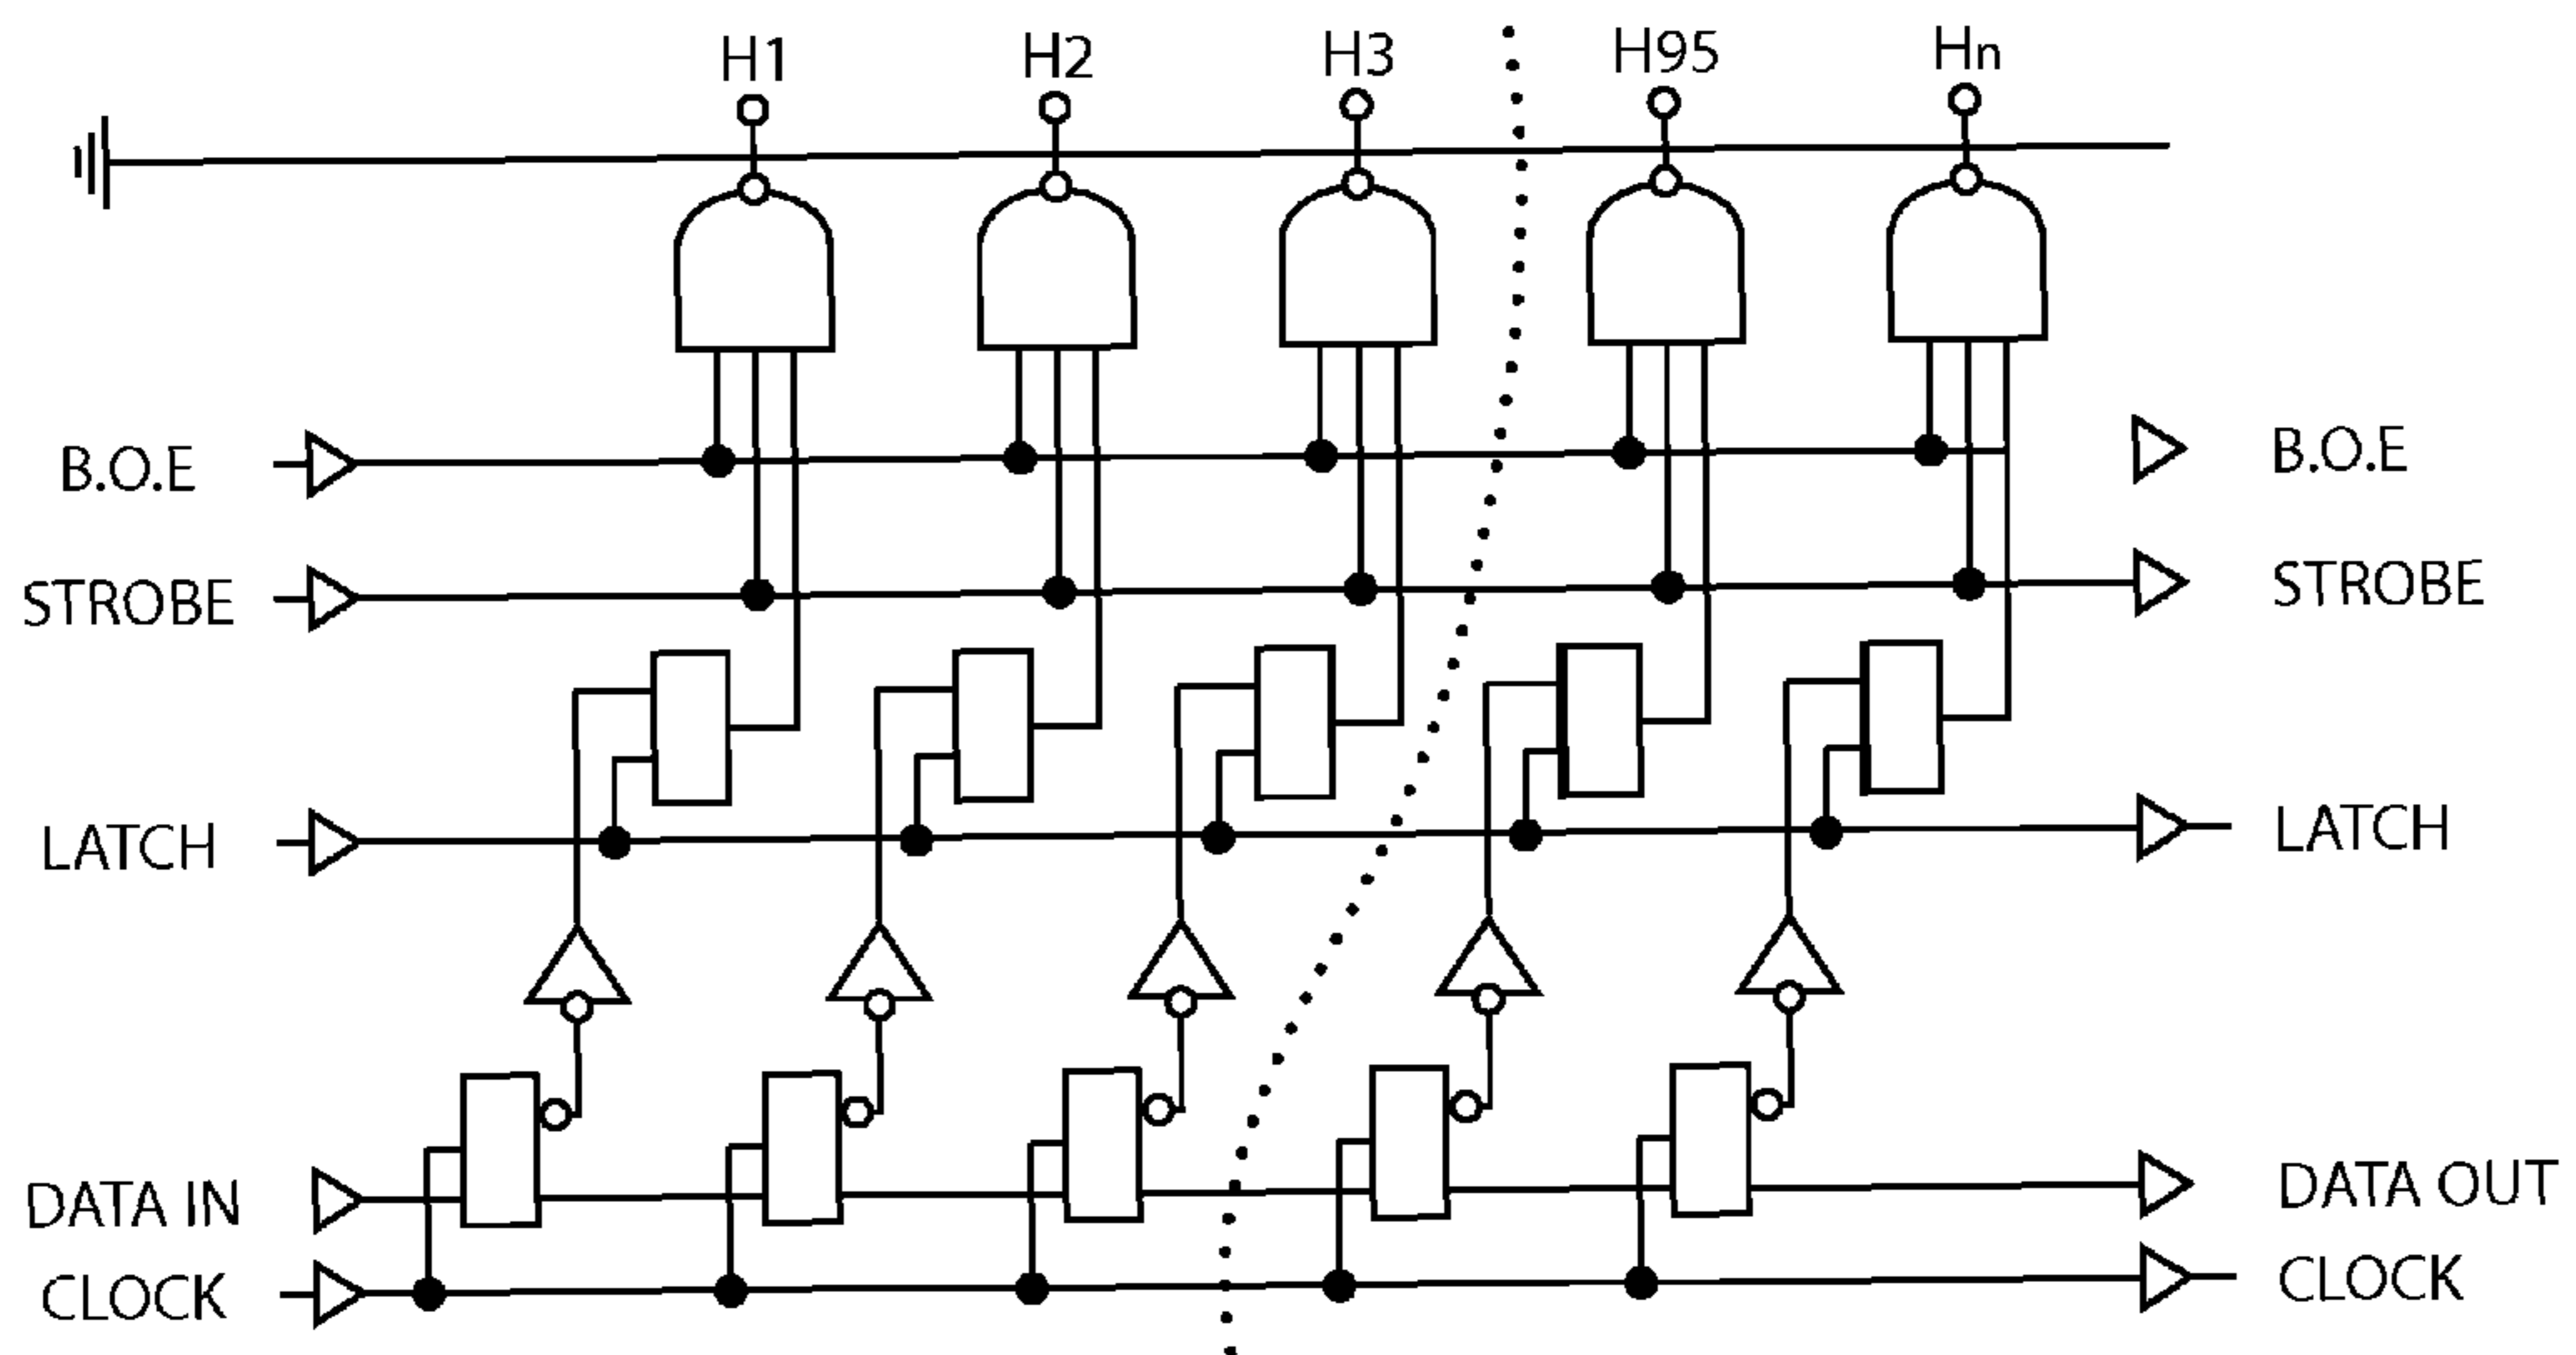 H1 H2 H3 H95 Hn
B.O.E B.O.E
STROBE STROBE
LATCH LATCH
DATA IN DATA OUT
CLOCK CLOCK